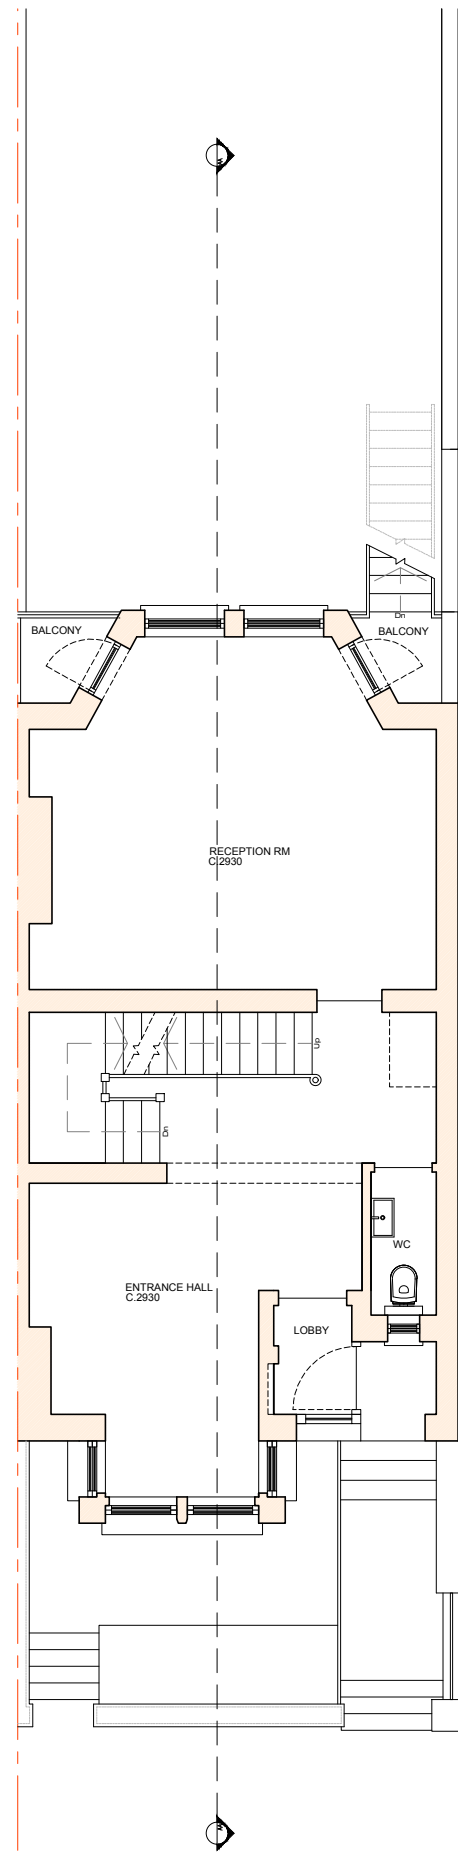 Dn
BALCONY
BALCONY
RECEPTION RM
C.2930
Up
Dn
WC
ENTRANCE HALL
C.2930
LOBBY